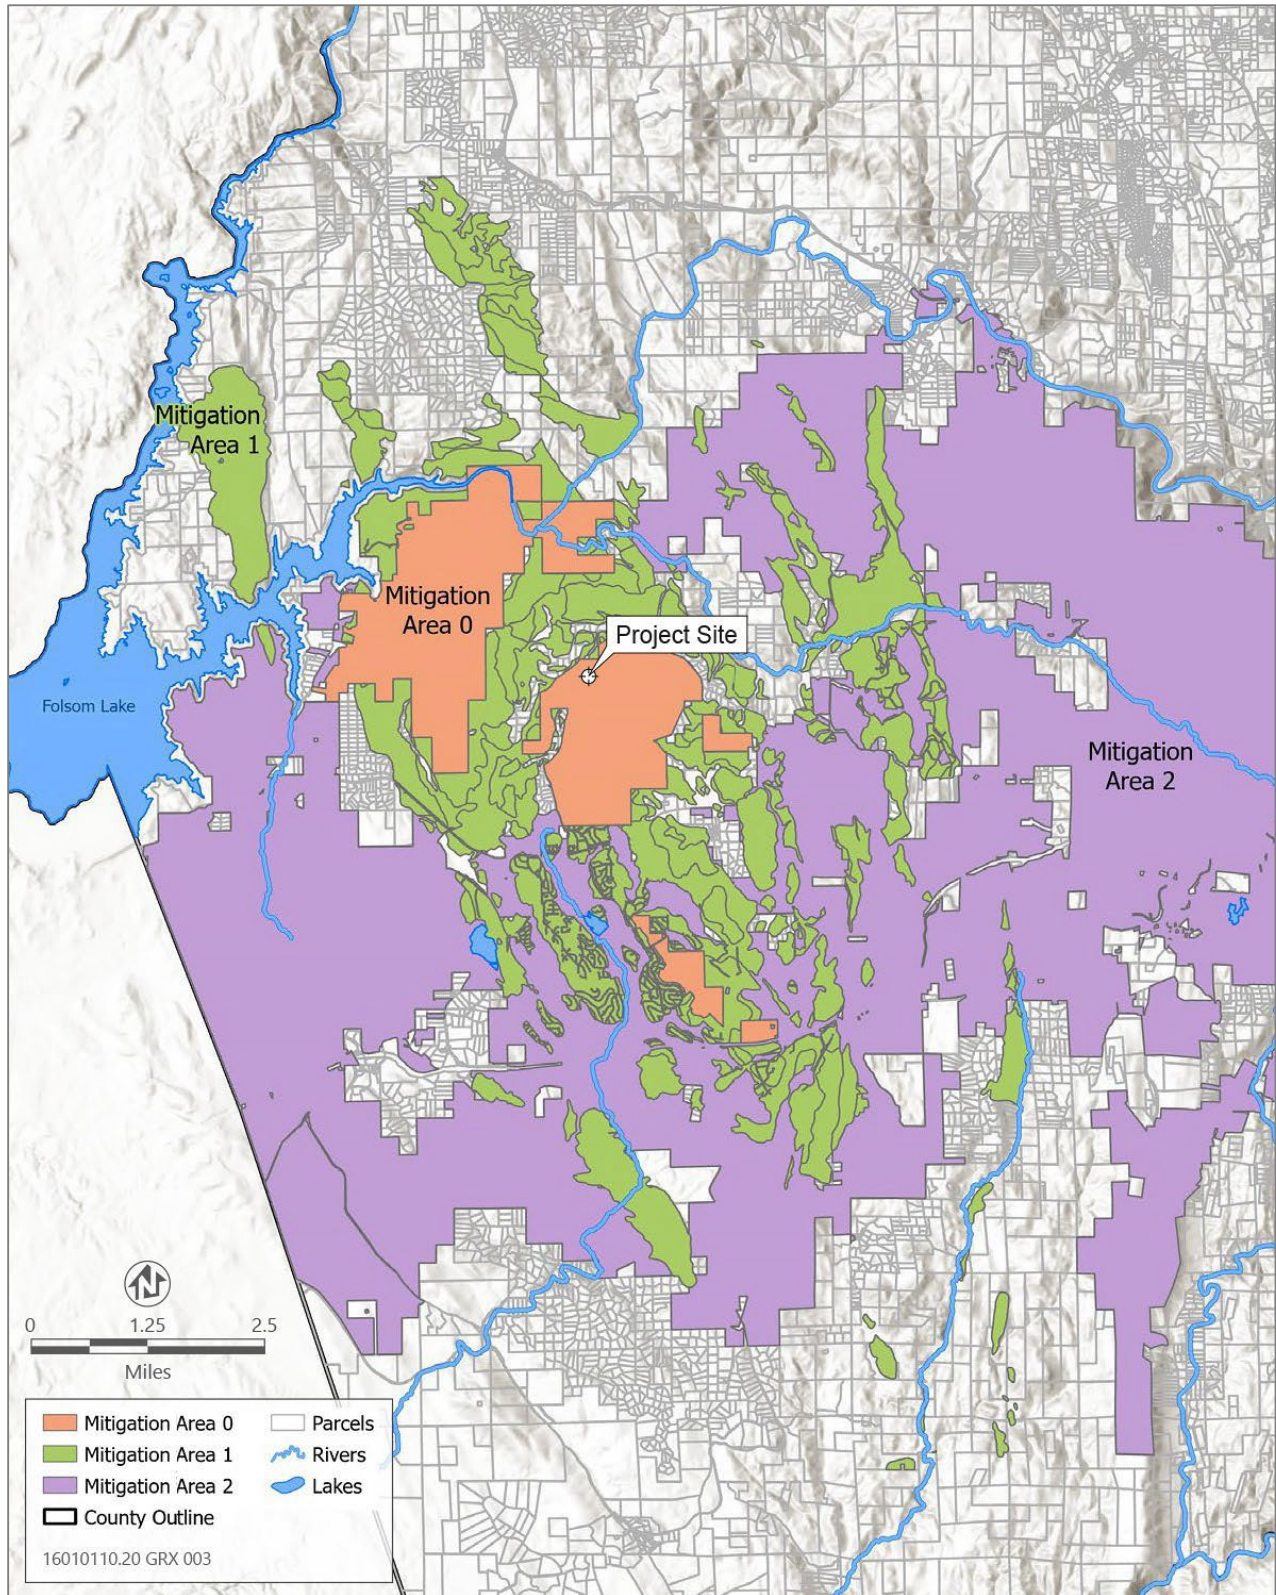 Mitigation
Area 1
Mitigation
Area 0
Project Site
Folsom Lake
Mitigation
Area 2
N
0 1.25 2.5
Miles
Mitigation Area 0
Mitigation Area 1
Mitigation Area 2
County Outline
Parcels
Rivers
Lakes
16010110.20 GRX 003